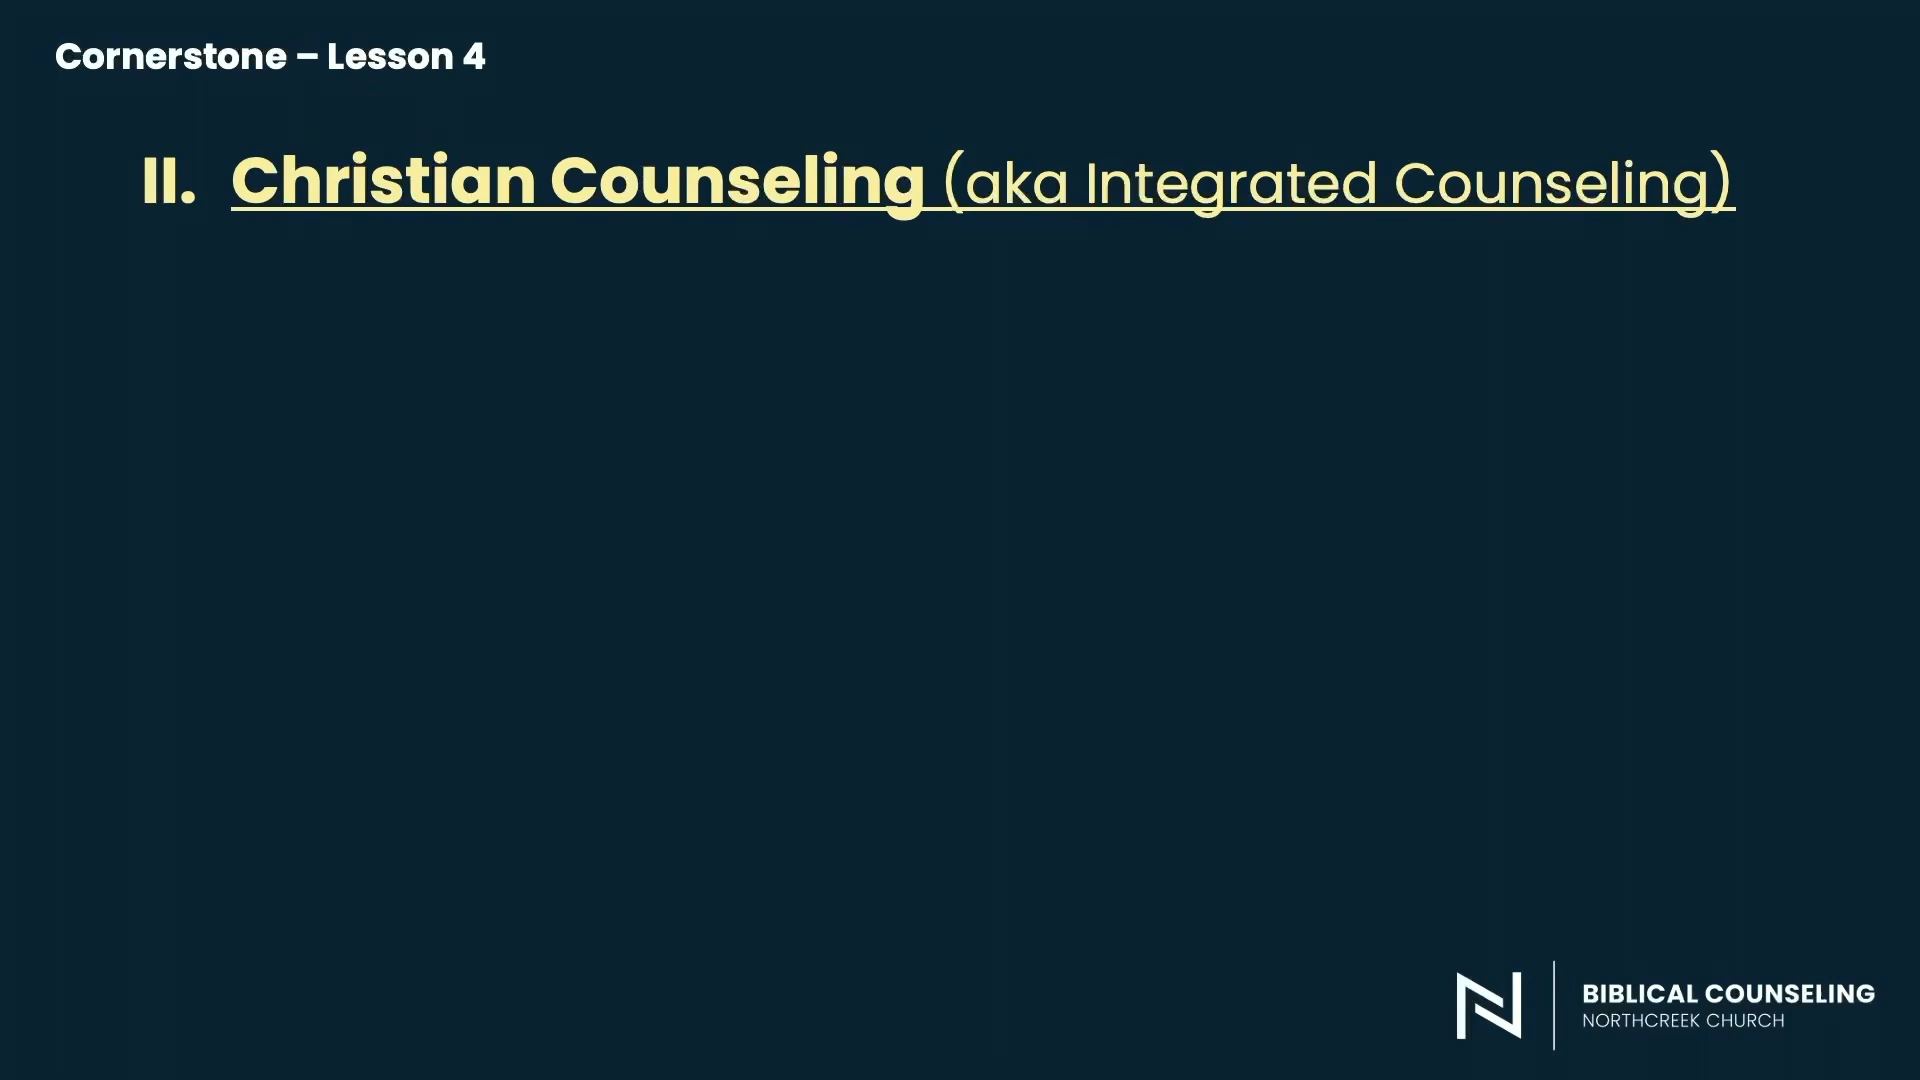 Cornerstone – Lesson 4
II. Christian Counseling (aka Integrated Counseling)
BIBLICAL COUNSELING
NORTHCREEK CHURCH